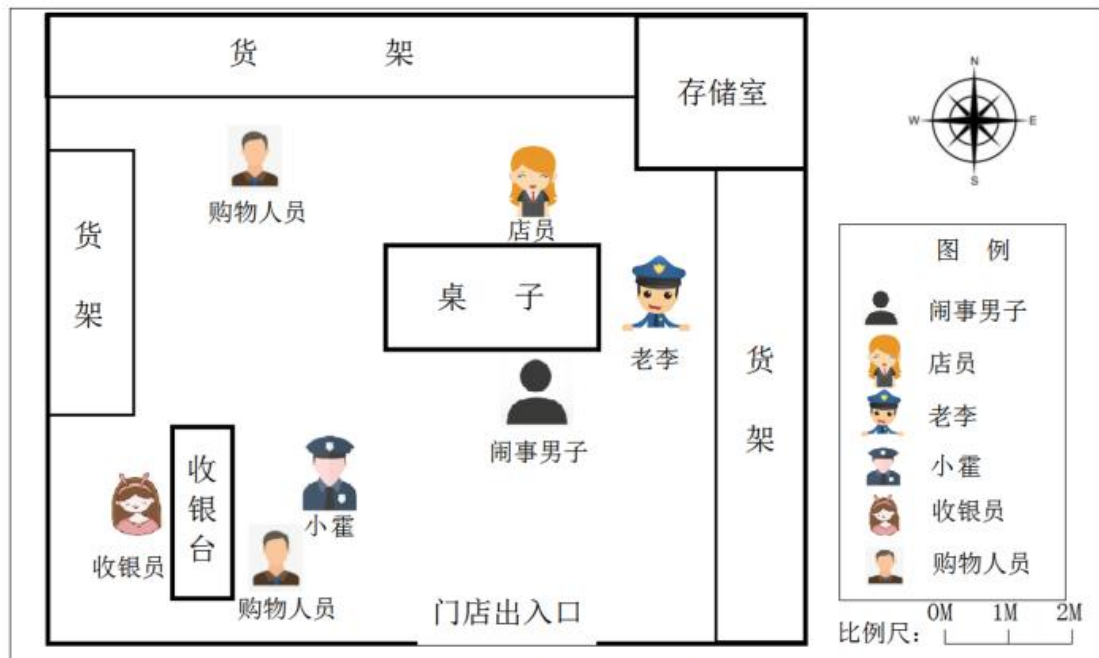 货 架
存储室
N
W
E
S
购物人员
店员
货架
桌 子
老李
货架
闹事男子
收银台
小霍
收银员
购物人员
门店出入口
图 例
闹事男子
店员
老李
小霍
收银员
购物人员
0M 1M 2M
比例尺: